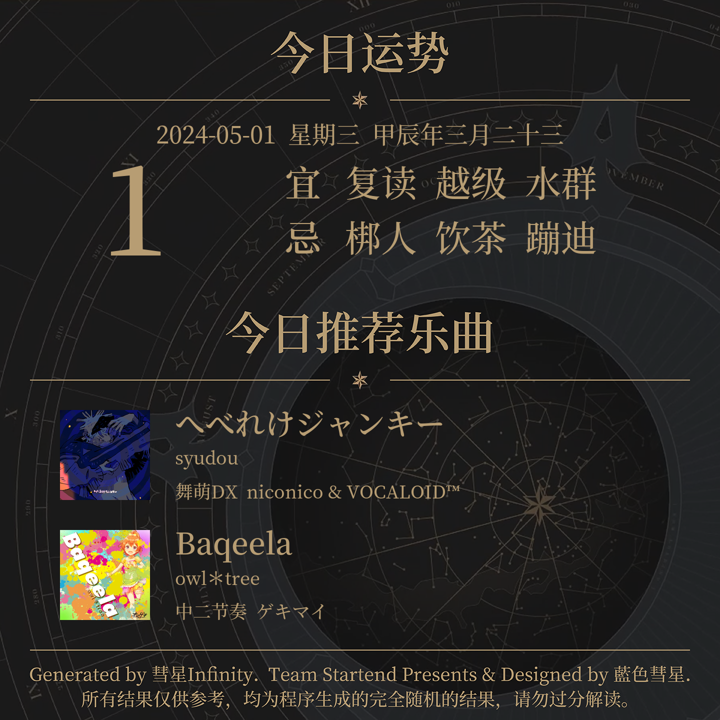 今日运势
2024-05-01 星期三 甲辰年三月二十三
1
宜 复读 越级 水群
忌 梆人 饮茶 蹦迪
今日推荐乐曲
へべれけジャンキー
syudou
舞萌DX niconico & VOCALOID™
Baqeela
owl＊tree
中二节奏 ゲキマイ
Generated by 彗星Infinity. Team Startend Presents & Designed by 藍色彗星.
所有结果仅供参考，均为程序生成的完全随机的结果，请勿过分解读。
SEPTEMBER
Baqeela